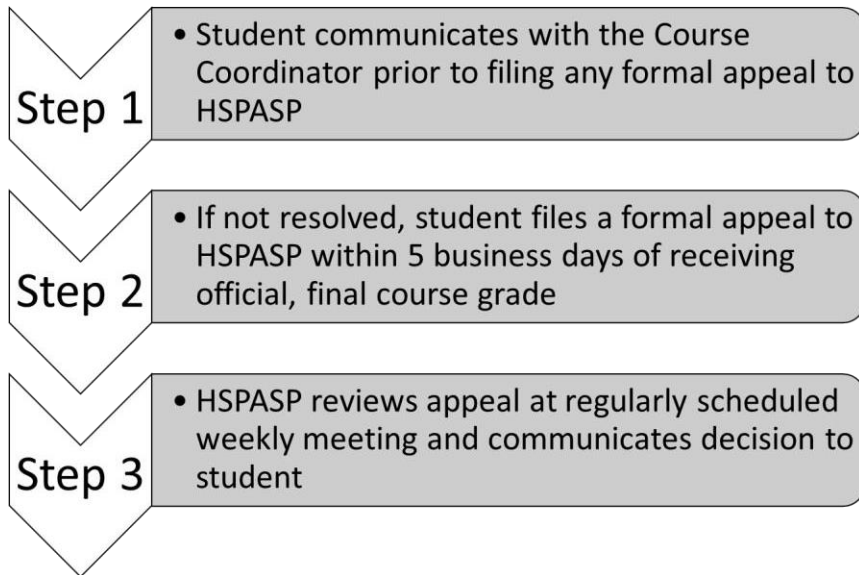 Step 1
• Student communicates with the Course
Coordinator prior to filing any formal appeal to
HSPASP
Step 2
• If not resolved, student files a formal appeal to
HSPASP within 5 business days of receiving
official, final course grade
Step 3
• HSPASP reviews appeal at regularly scheduled
weekly meeting and communicates decision to
student